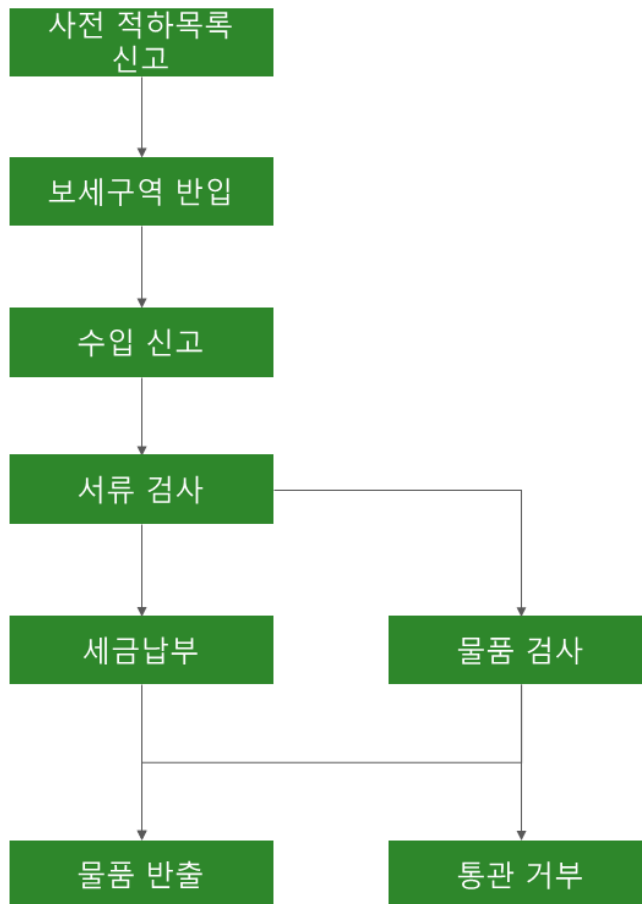 사전 적하목록
신고
보세구역 반입
수입 신고
서류 검사
세금납부
물품 검사
물품 반출
통관 거부